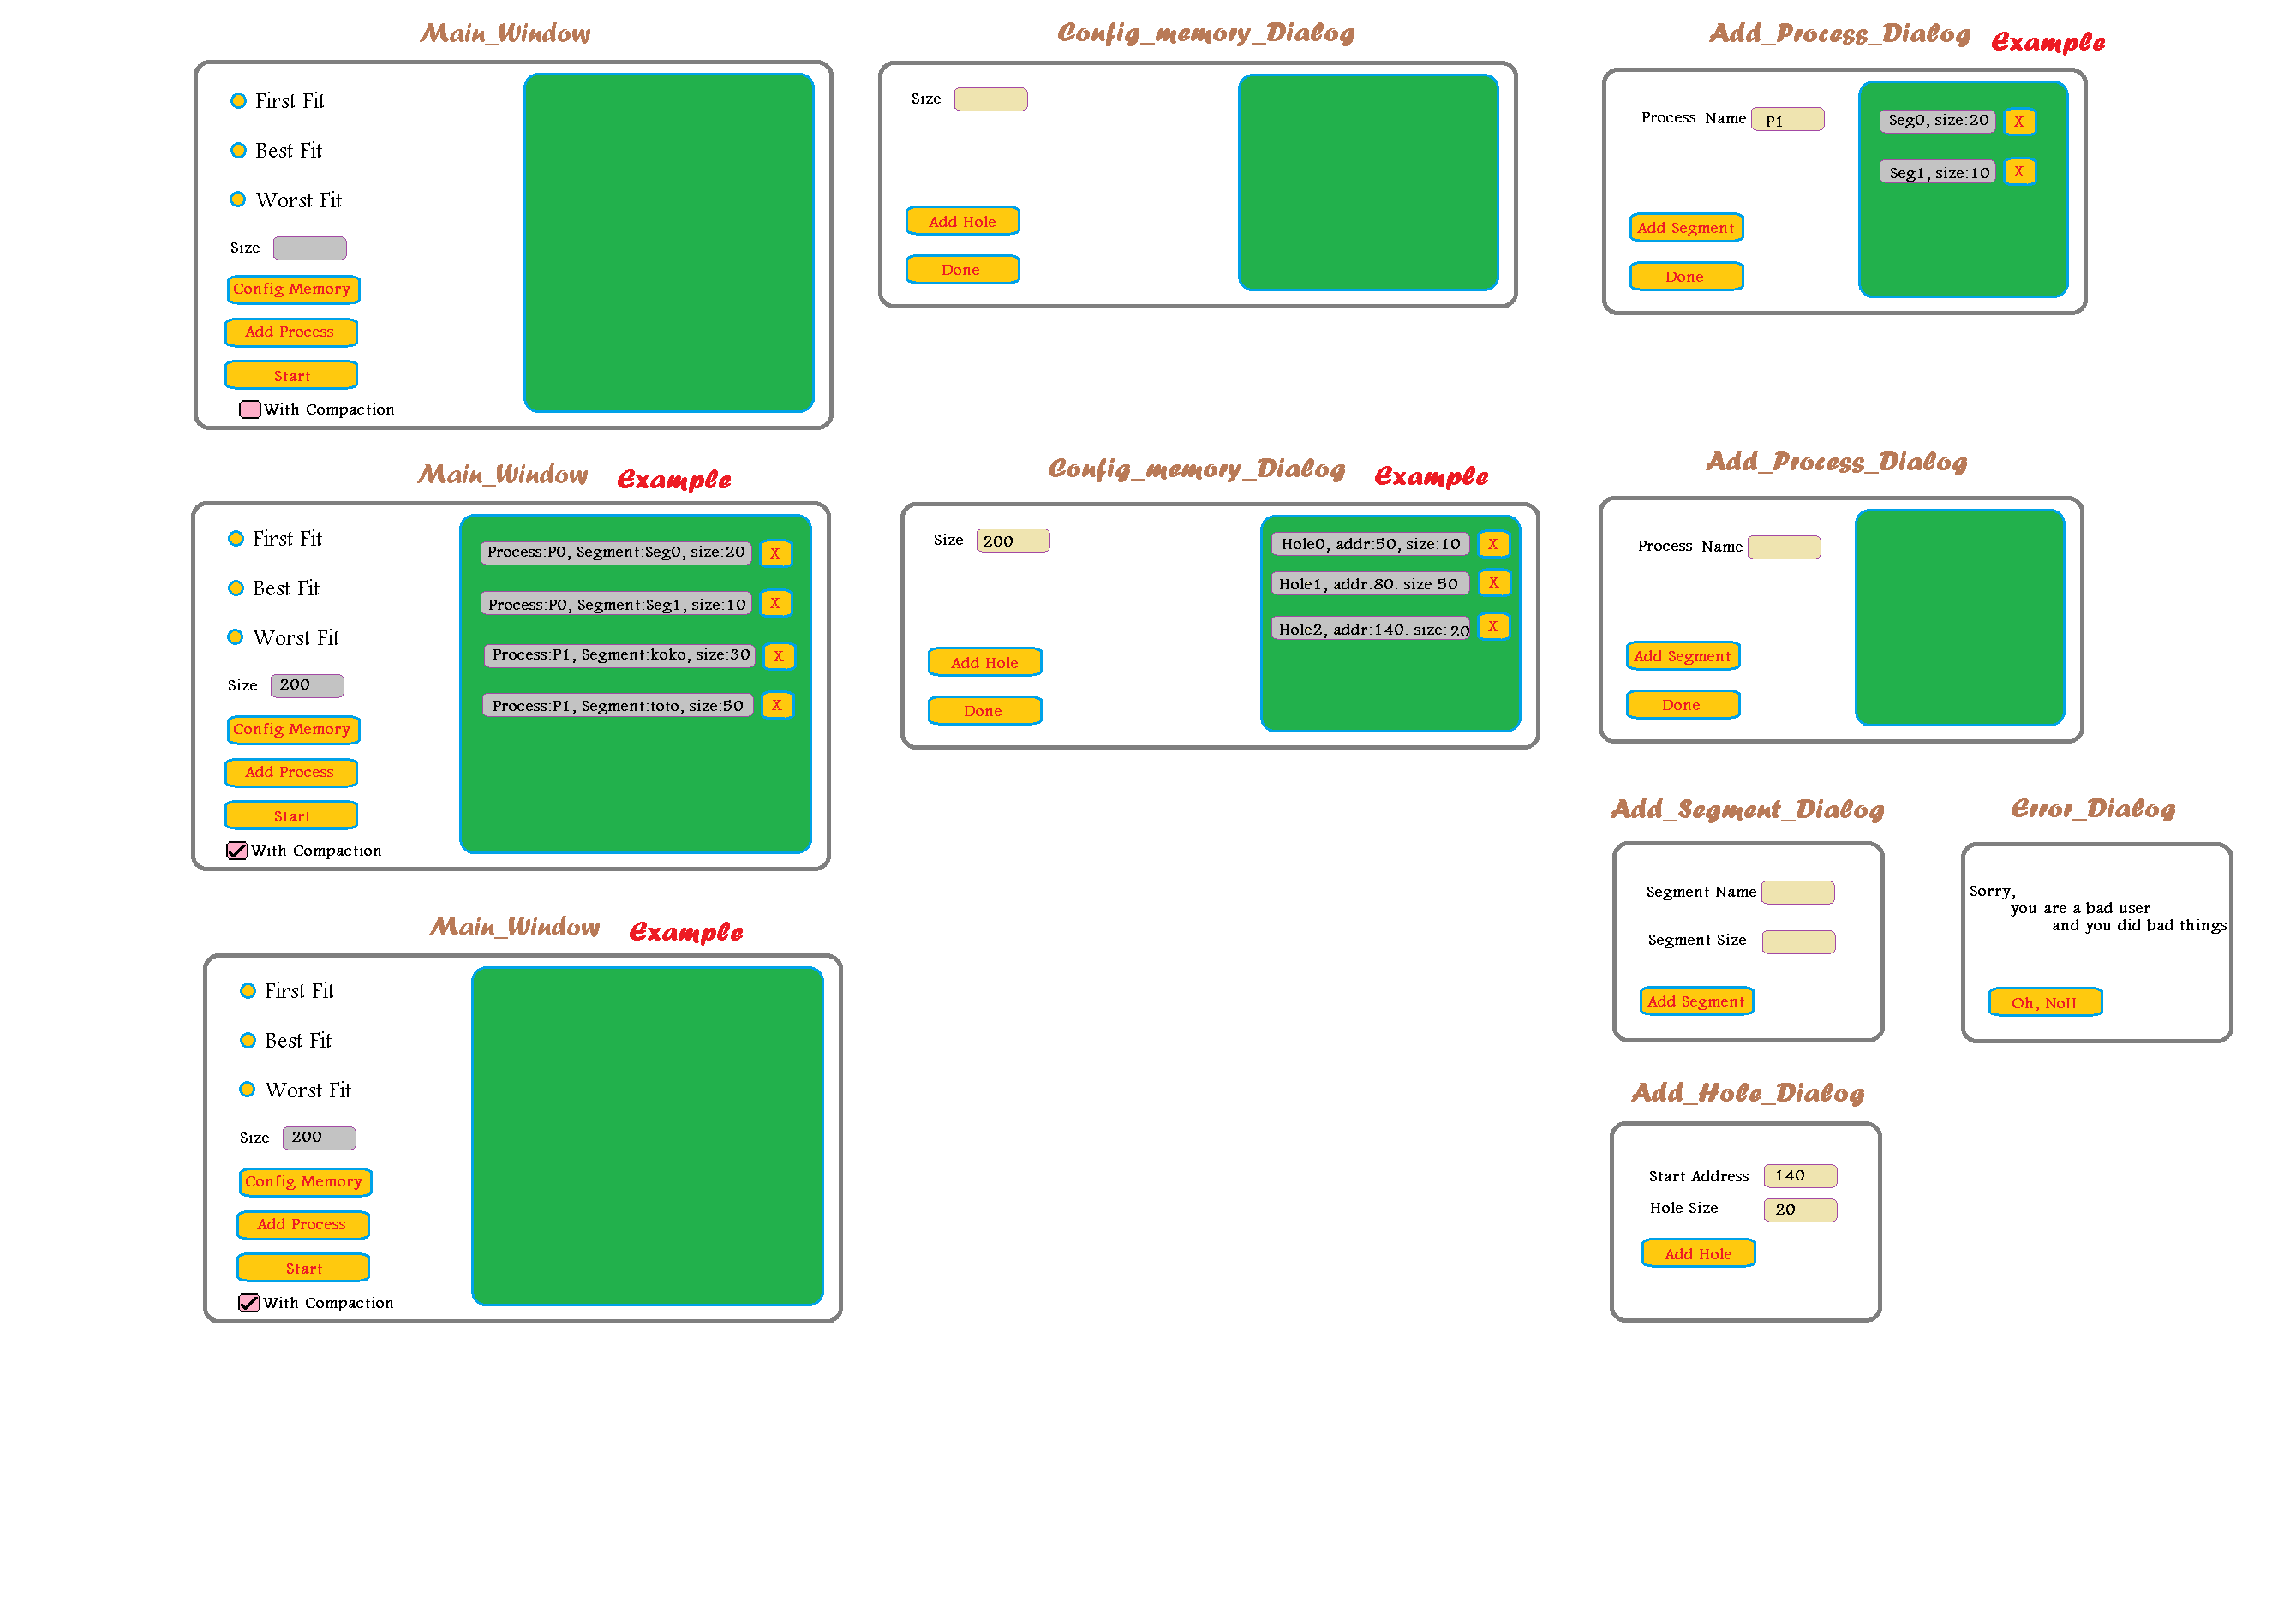 Main_Window
First Fit
Best Fit
Worst Fit
Size
Config Memory
Add Process
Start
With Compaction
Config_memory_Dialog
Size
Add Hole
Done
Add_Process_Dialog Example
Process Name P1
Seg0, size:20 X
Seg1, size:10 X
Add Segment
Done
Main_Window Example
First Fit
Best Fit
Worst Fit
Size 200
Config Memory
Add Process
Start
With Compaction
Process:P0, Segment:Seg0, size:20 X
Process:P0, Segment:Seg1, size:10 X
Process:P1, Segment:koko, size:30 X
Process:P1, Segment:toto, size:50 X
Config_memory_Dialog Example
Size 200
Add Hole
Done
Hole0, addr:50, size:10 X
Hole1, addr:80. size 50 X
Hole2, addr:140. size:20 X
Add_Process_Dialog
Process Name
Add Segment
Done
Add_Segment_Dialog
Segment Name
Segment Size
Add Segment
Error_Dialog
Sorry,
you are a bad user
and you did bad things
Oh, No!!
Main_Window Example
First Fit
Best Fit
Worst Fit
Size 200
Config Memory
Add Process
Start
With Compaction
Add_Hole_Dialog
Start Address 140
Hole Size 20
Add Hole